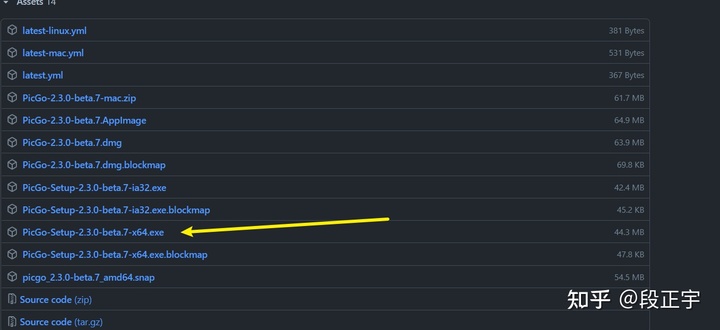 Assets 14
latest-linux.yml 381 Bytes
latest-mac.yml 531 Bytes
latest.yml 367 Bytes
PicGo-2.3.0-beta.7-mac.zip 61.7 MB
PicGo-2.3.0-beta.7.AppImage 64.9 MB
PicGo-2.3.0-beta.7.dmg 63.9 MB
PicGo-2.3.0-beta.7.dmg.blockmap 69.8 KB
PicGo-Setup-2.3.0-beta.7-ia32.exe 42.4 MB
PicGo-Setup-2.3.0-beta.7-ia32.exe.blockmap 45.2 KB
PicGo-Setup-2.3.0-beta.7-x64.exe 44.3 MB
PicGo-Setup-2.3.0-beta.7-x64.exe.blockmap 47.8 KB
picgo_2.3.0-beta.7_amd64.snap 54.5 MB
Source code (zip)
Source code (tar.gz)
知乎 @段正宇